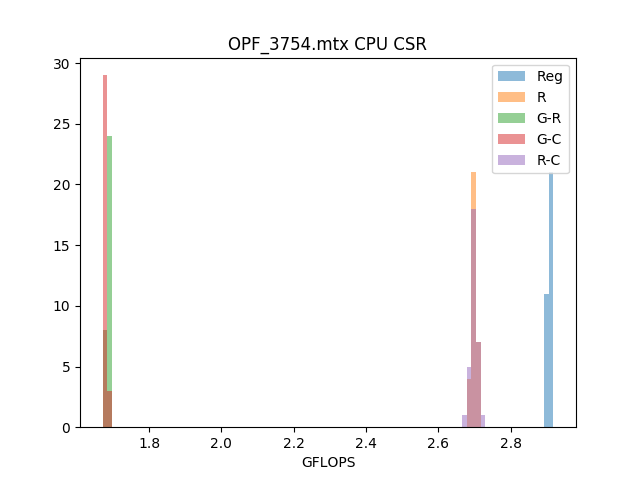 OPF_3754.mtx CPU CSR
30
25
20
15
10
5
0
Reg
R
G-R
G-C
R-C
1.8 2.0 2.2 2.4 2.6 2.8
GFLOPS